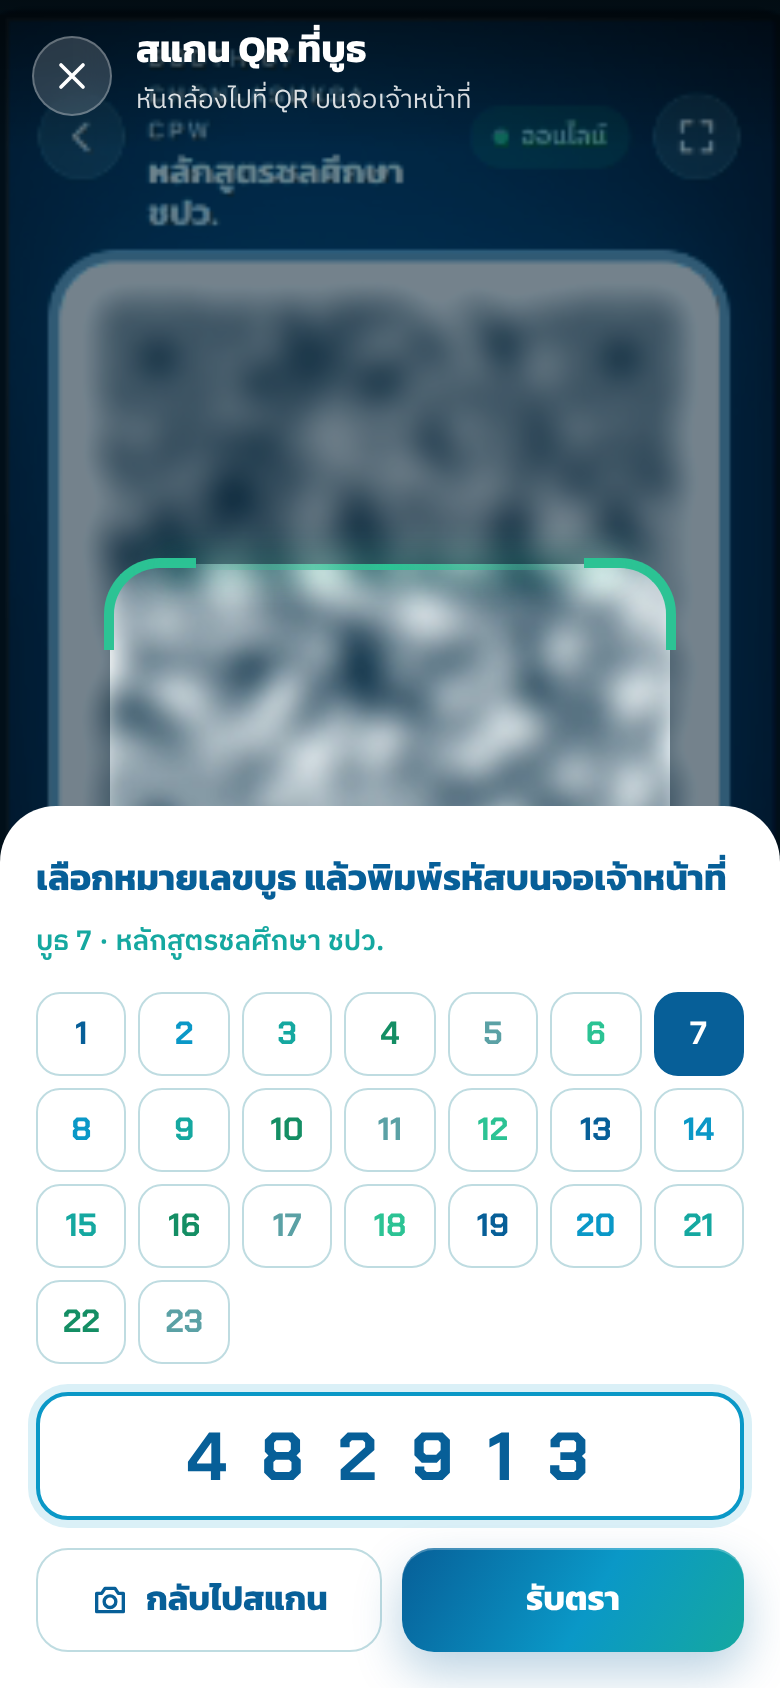 สแกน QR ที่บูธ
หันกล้องไปที่ QR บนจอเจ้าหน้าที่
CPW
ออนไลน์
หลักสูตรชลศึกษา
ชปว.
เลือกหมายเลขบูธ แล้วพิมพ์รหัสบนจอเจ้าหน้าที่
บูธ 7 · หลักสูตรชลศึกษา ชปว.
1 2 3 4 5 6 7
8 9 10 11 12 13 14
15 16 17 18 19 20 21
22 23
4 8 2 9 1 3
กลับไปสแกน
รับตรา